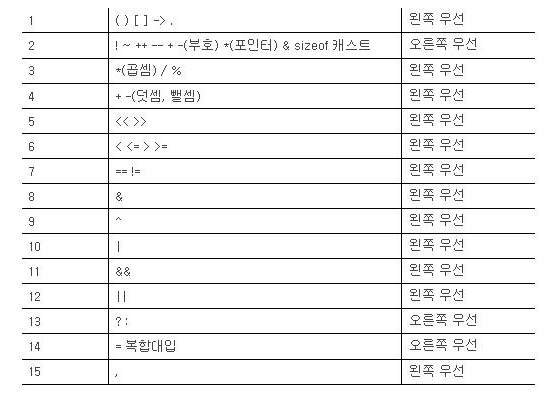 1 ( ) [ ] -> . 왼쪽 우선
2 ! ~ ++ -- + -(부호) *(포인터) & sizeof 캐스트 오른쪽 우선
3 *(곱셈) / % 왼쪽 우선
4 + -(덧셈, 뺄셈) 왼쪽 우선
5 << >> 왼쪽 우선
6 < <= > >= 왼쪽 우선
7 == != 왼쪽 우선
8 & 왼쪽 우선
9 ^ 왼쪽 우선
10 | 왼쪽 우선
11 && 왼쪽 우선
12 || 왼쪽 우선
13 ? : 오른쪽 우선
14 = 복합대입 오른쪽 우선
15 , 왼쪽 우선